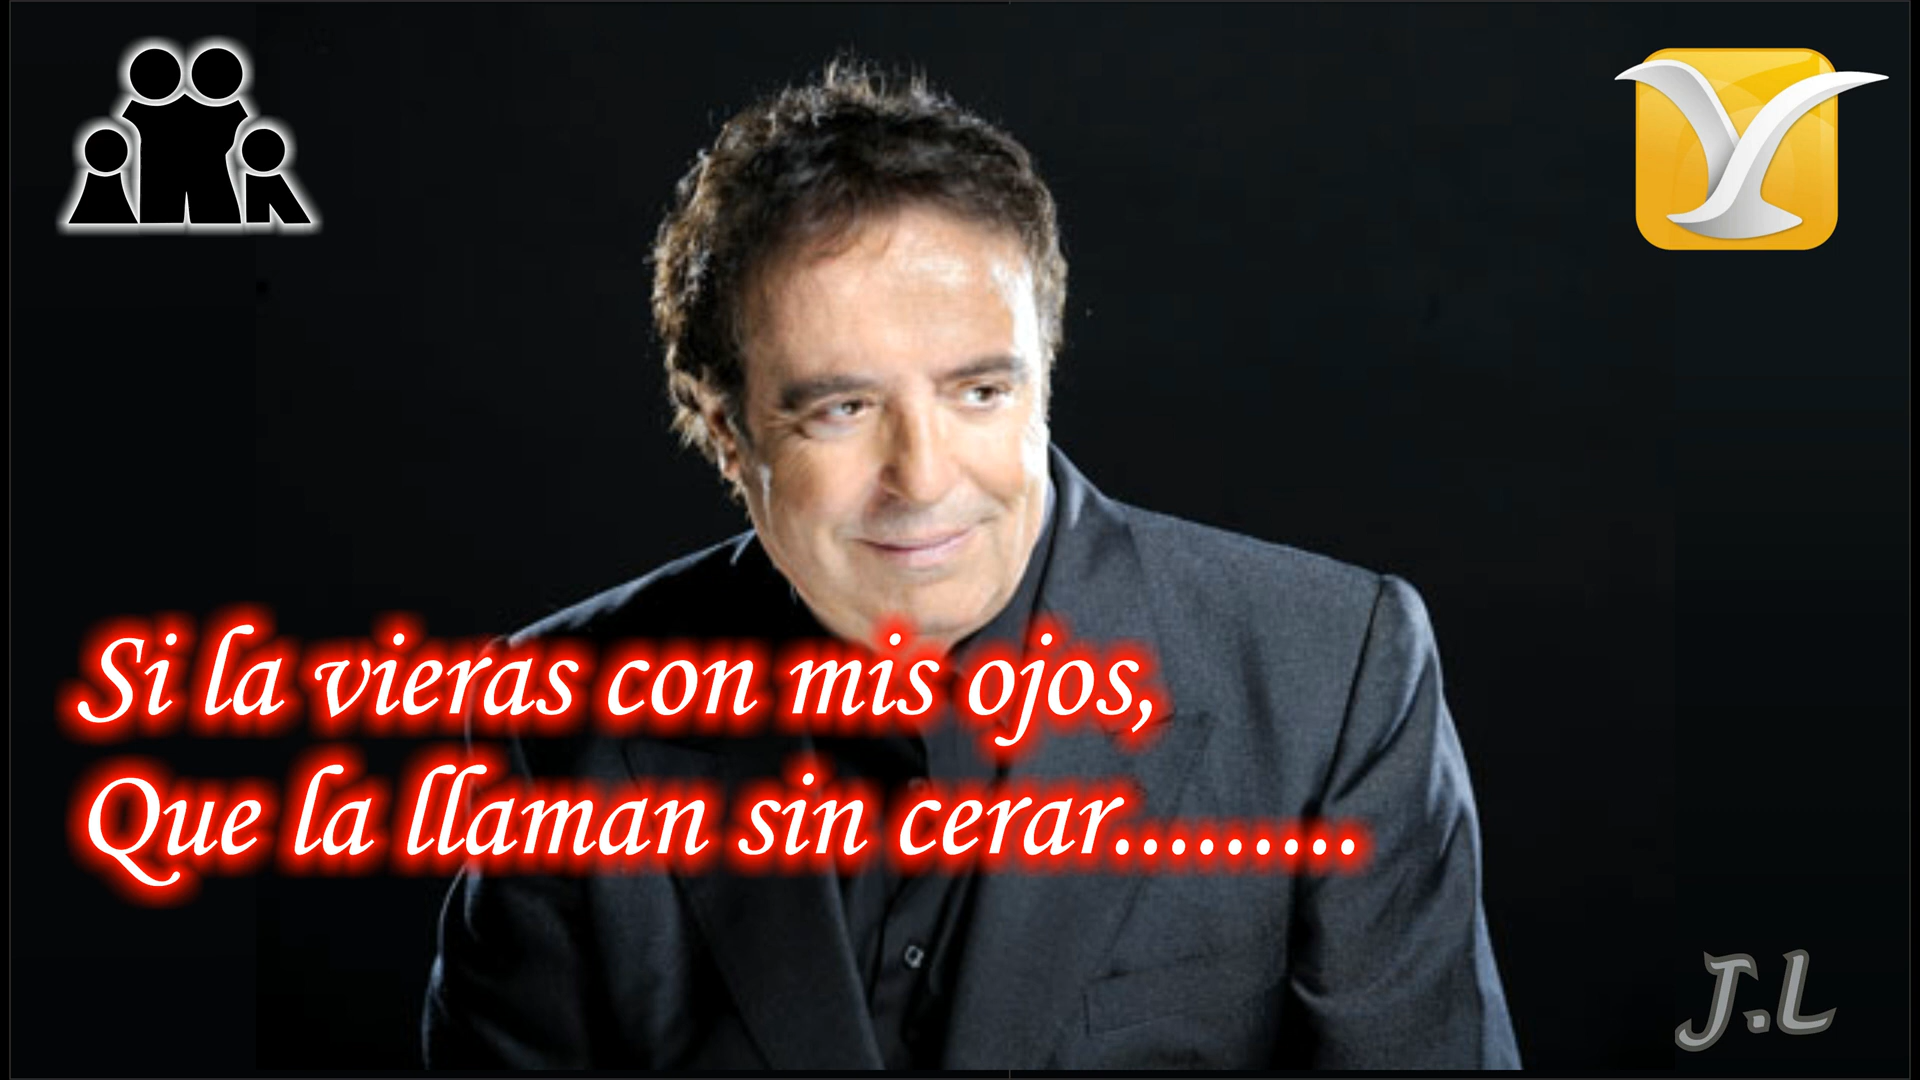 Si la vieras con mis ojos,
Que la llaman sin cerar.........
J.L